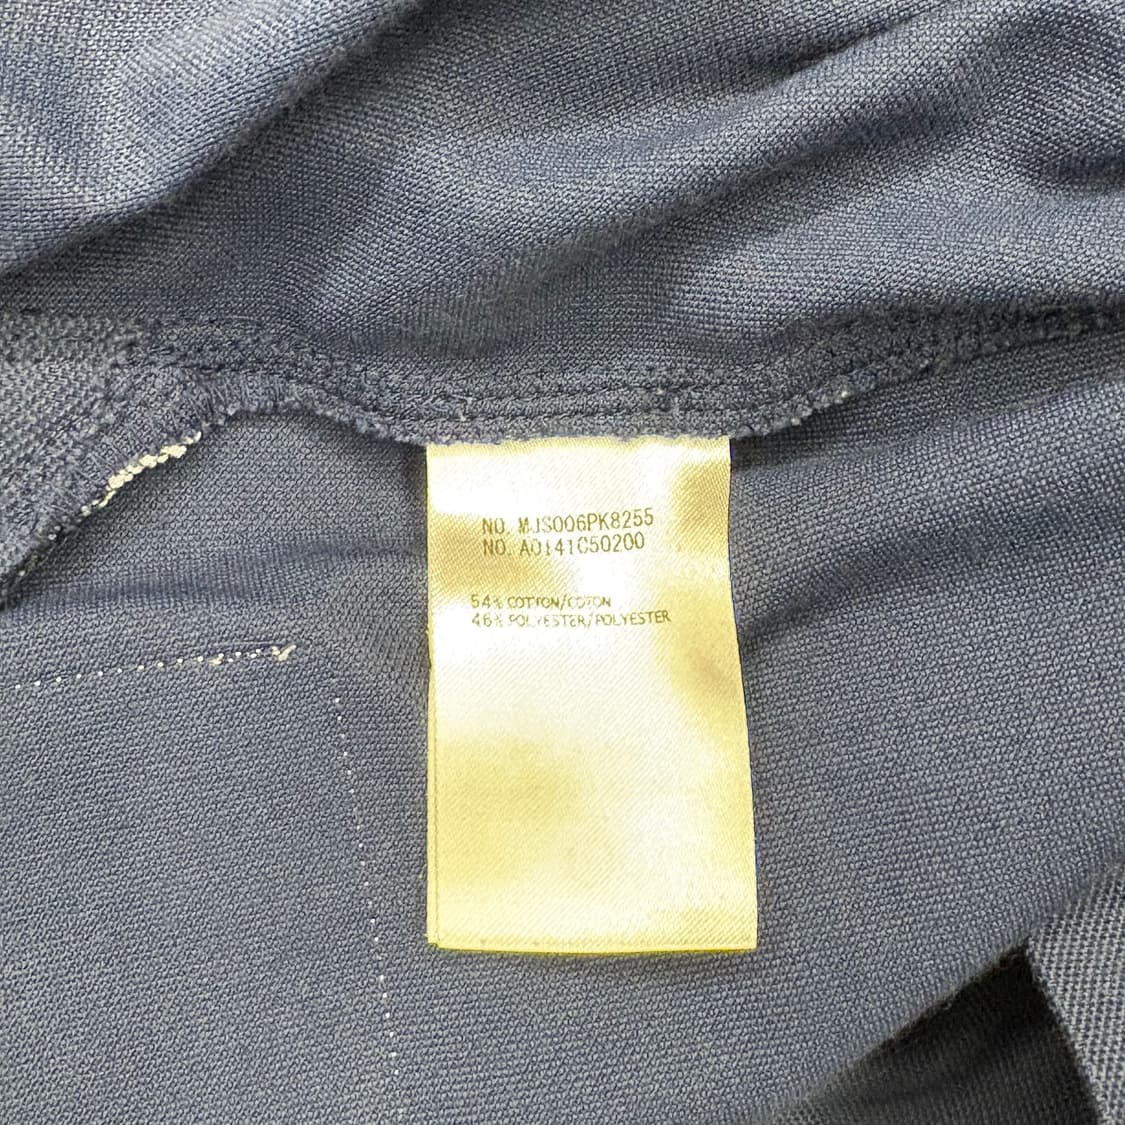 NO. MJS006PK8255
NO. A0141C50200
54% COTTON/COTON
46% POLYESTER/POLYESTER